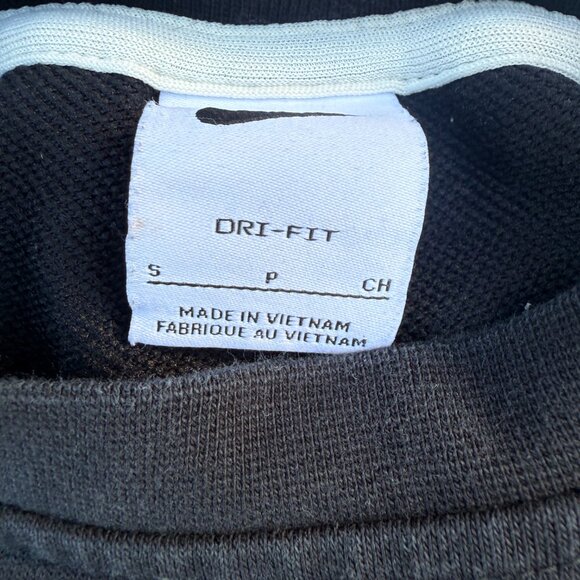 DRI-FIT
S P CH
MADE IN VIETNAM
FABRIQUE AU VIETNAM